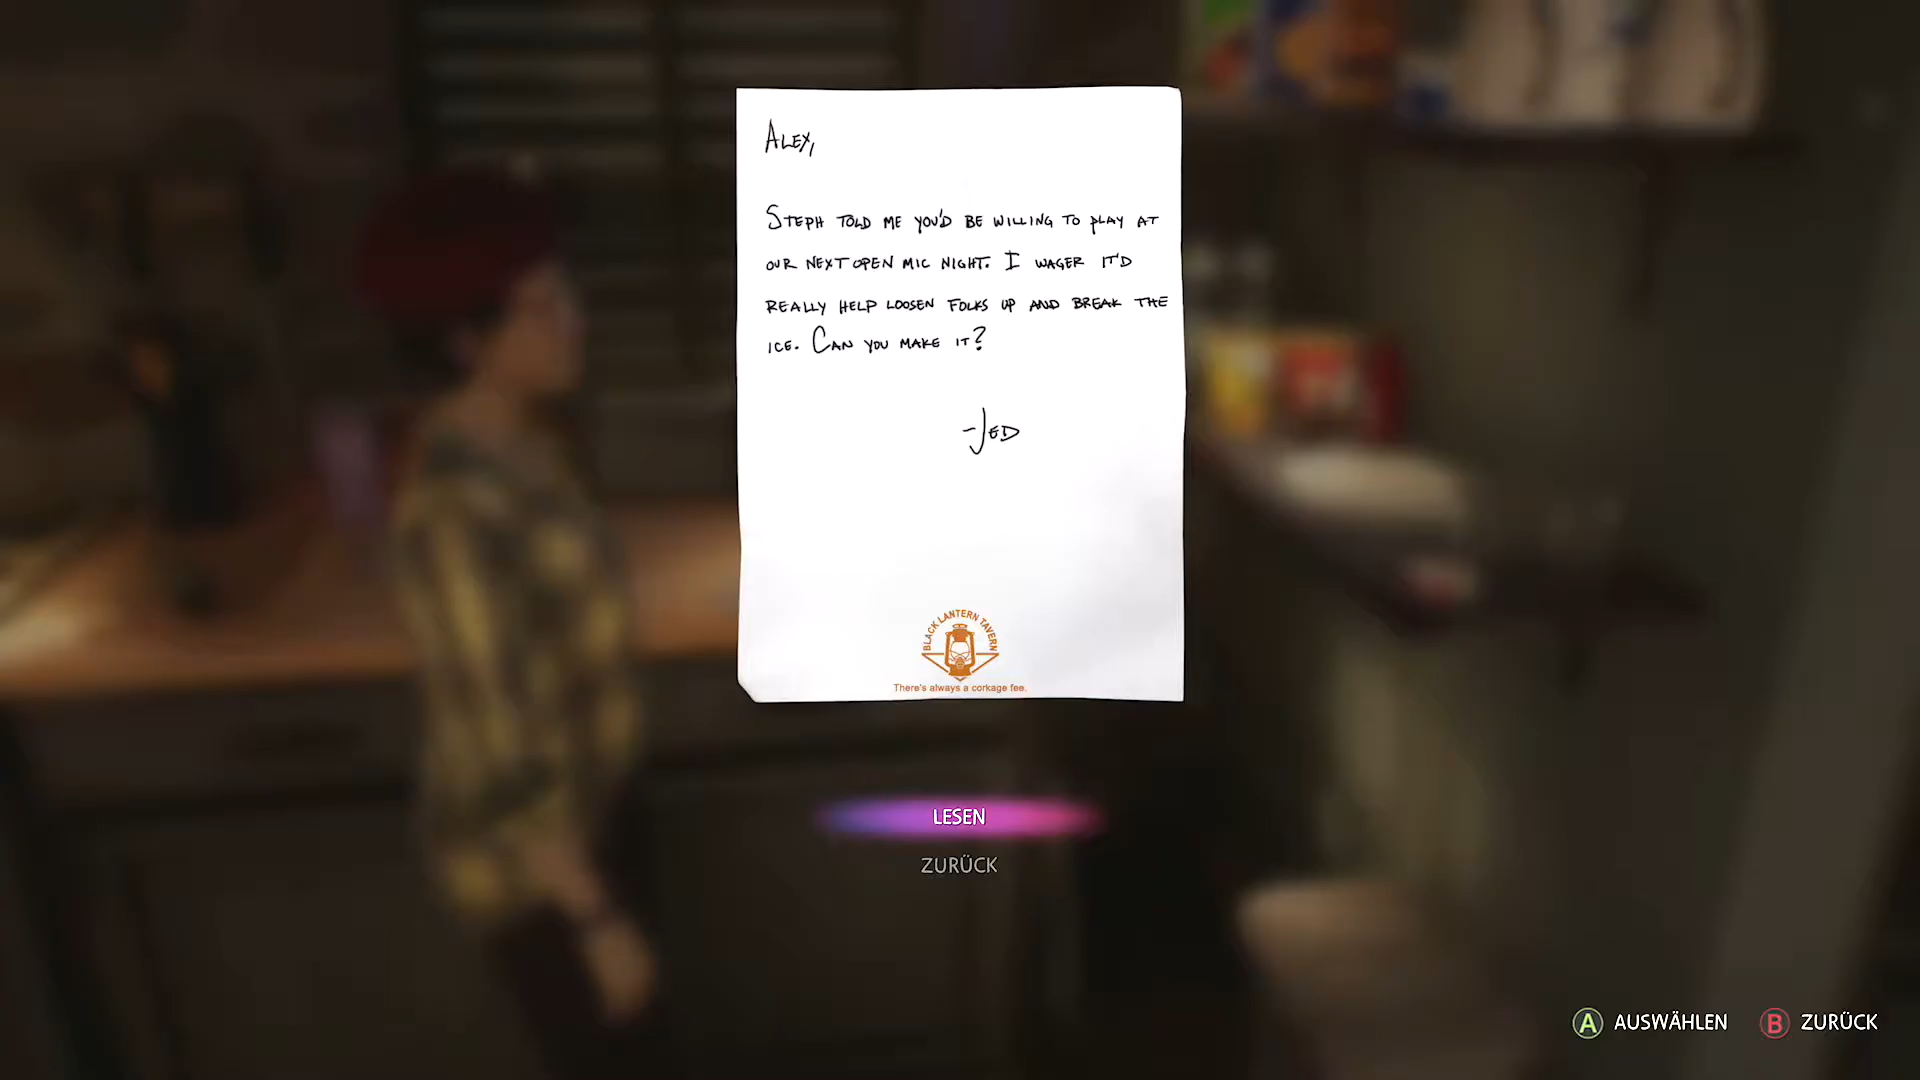 ALEX,
STEPH TOLD ME YOU'D BE WILLING TO PLAY AT
OUR NEXT OPEN MIC NIGHT. I WAGER IT'D
REALLY HELP LOOSEN FOLKS UP AND BREAK THE
ICE. CAN YOU MAKE IT?
-JED
BLACK LANTERN TAVERN
There's always a corkage fee.
LESEN
ZURÜCK
A AUSWÄHLEN B ZURÜCK